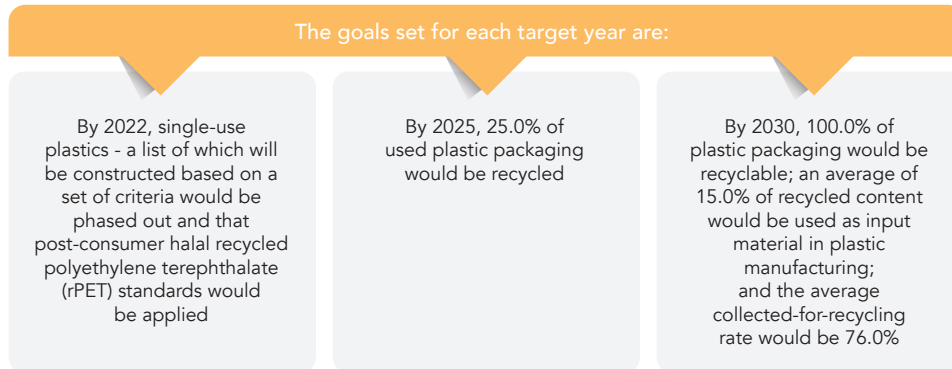 The goals set for each target year are:
By 2022, single-use
plastics - a list of which will
be constructed based on a
set of criteria would be
phased out and that
post-consumer halal recycled
polyethylene terephthalate
(rPET) standards would
be applied
By 2025, 25.0% of
used plastic packaging
would be recycled
By 2030, 100.0% of
plastic packaging would be
recyclable; an average of
15.0% of recycled content
would be used as input
material in plastic
manufacturing;
and the average
collected-for-recycling
rate would be 76.0%